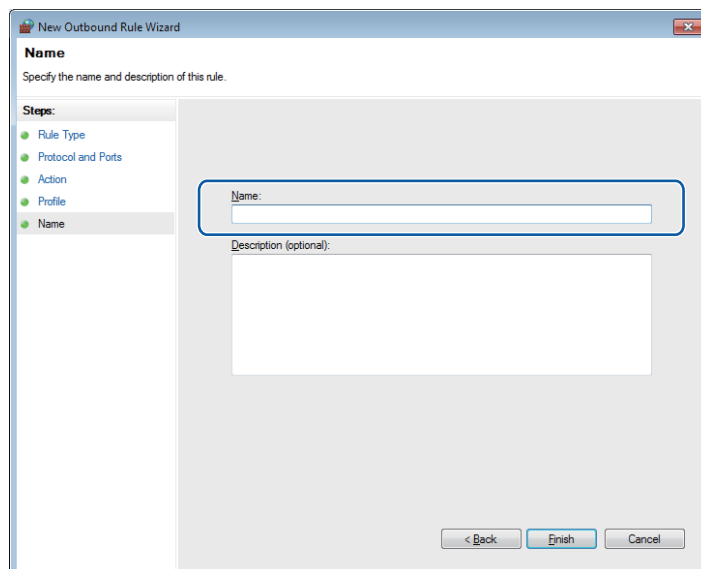 New Outbound Rule Wizard
Name
Specify the name and description of this rule.
Steps:
Rule Type
Protocol and Ports
Action
Profile
Name
Name:
Description (optional):
< Back
Finish
Cancel